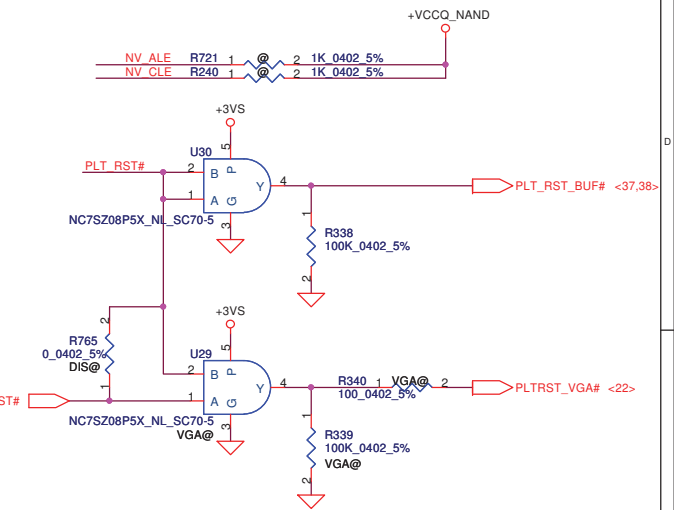 +VCCQ_NAND
NV_ALE R721 1 @ 2 1K_0402_5%
NV_CLE R240 1 @ 2 1K_0402_5%
+3VS
D
5
U30
PLT_RST# 2 B P
Y 4 PLT_RST_BUF# <37,38>
1 A G
1
NC7SZ08P5X_NL_SC70-5 3
R338
100K_0402_5%
2
+3VS
2
R765 5
0_0402_5% U29
DIS@ 2 B P
1 Y 4 R340 1 VGA@ 2 PLTRST_VGA# <22>
100_0402_5%
ST# 1 A G
1
NC7SZ08P5X_NL_SC70-5 3
VGA@ R339
100K_0402_5%
VGA@
2